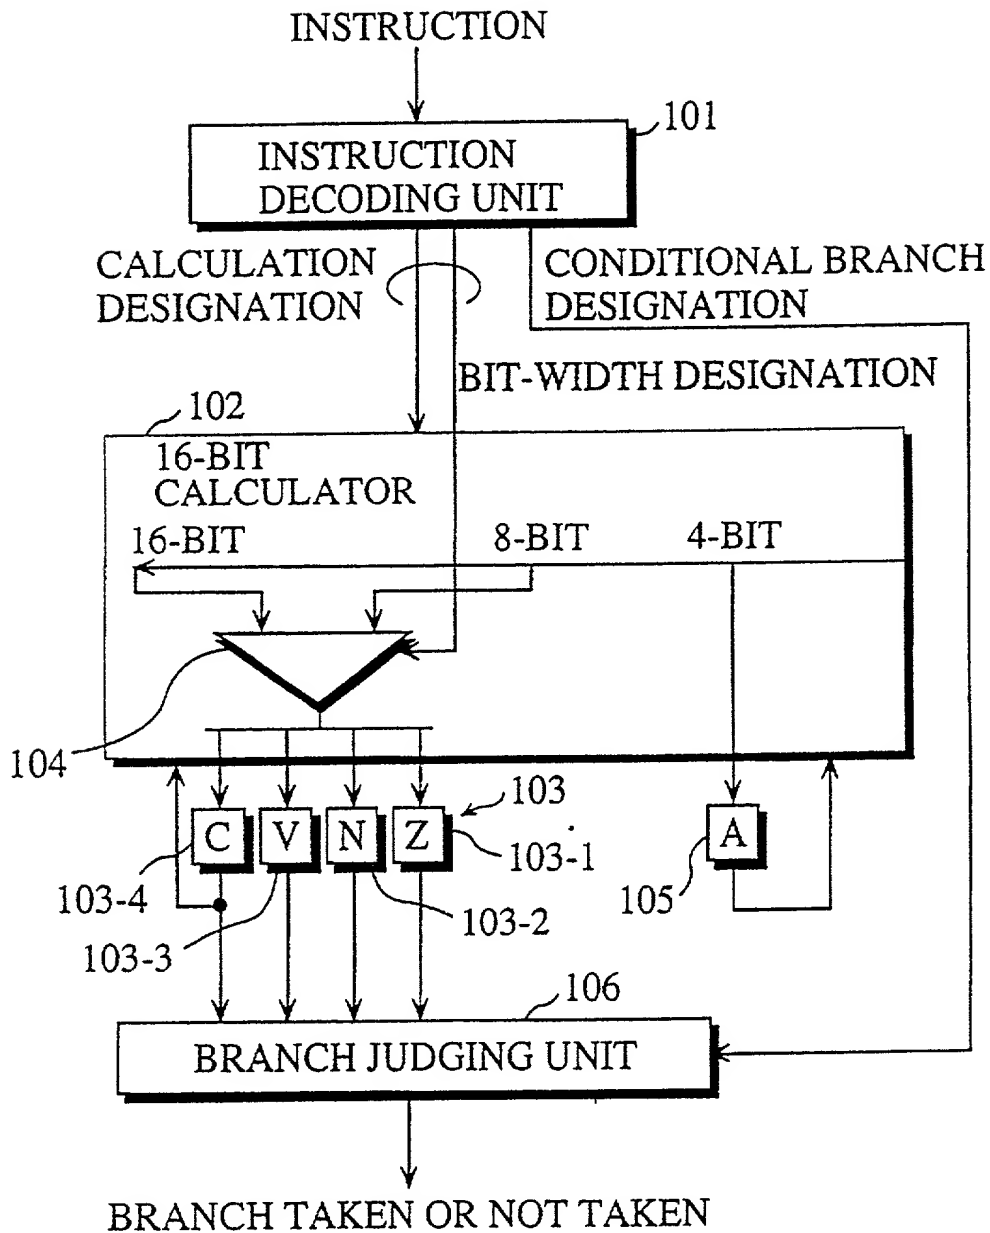 INSTRUCTION
101
INSTRUCTION
DECODING UNIT
CALCULATION
DESIGNATION
CONDITIONAL BRANCH
DESIGNATION
BIT-WIDTH DESIGNATION
102
16-BIT
CALCULATOR
16-BIT
8-BIT
4-BIT
104
103
C
V
N
Z
A
103-1
103-4
105
103-2
103-3
106
BRANCH JUDGING UNIT
BRANCH TAKEN OR NOT TAKEN